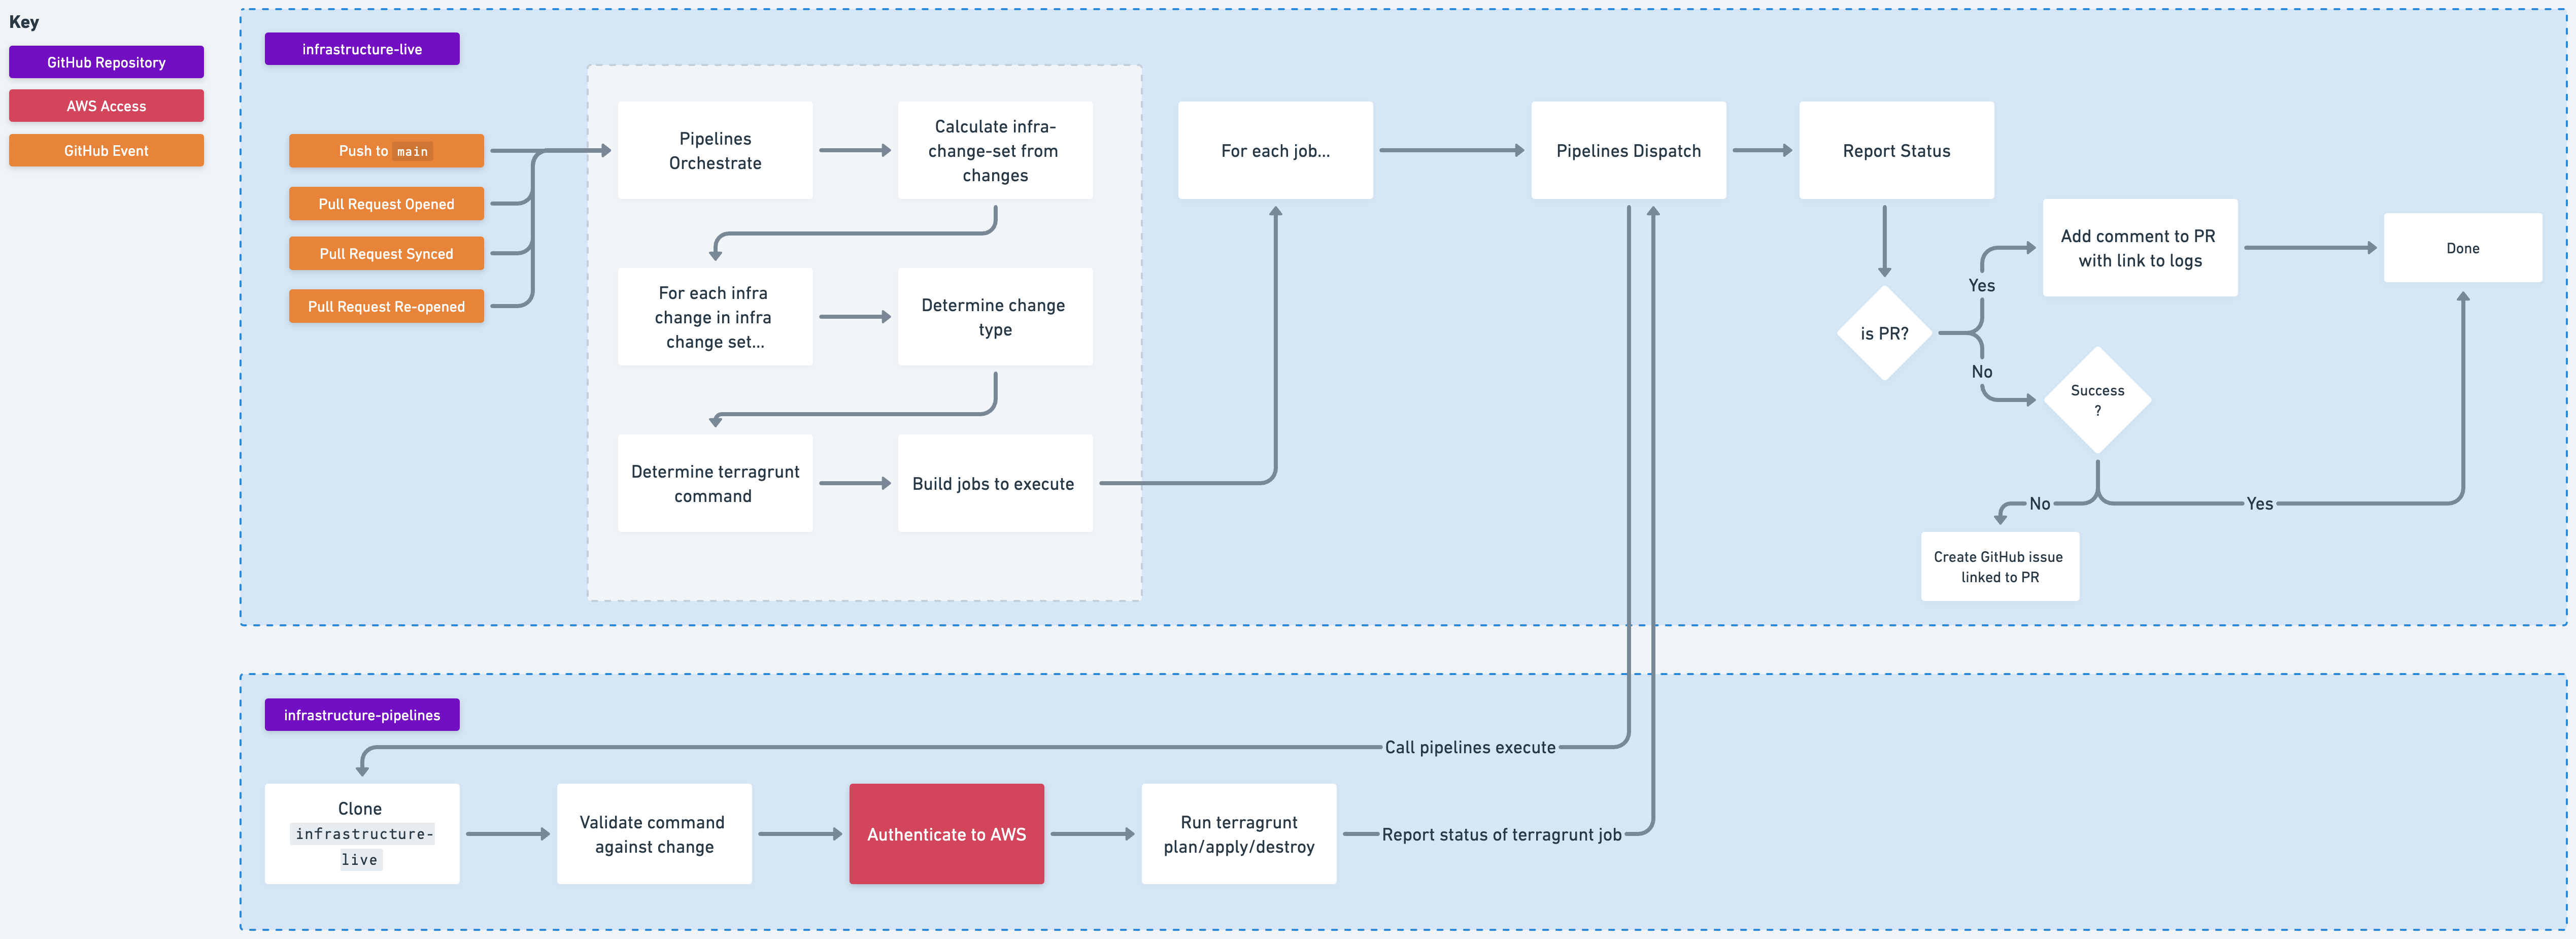 Key
GitHub Repository
AWS Access
GitHub Event
infrastructure-live
Push to main
Pull Request Opened
Pull Request Synced
Pull Request Re-opened
Pipelines
Orchestrate
Calculate infra-
change-set from
changes
For each infra
change in infra
change set...
Determine change
type
Determine terragrunt
command
Build jobs to execute
For each job...
Pipelines Dispatch
Report Status
is PR?
Yes
No
Add comment to PR
with link to logs
Done
Success
?
No
Yes
Create GitHub issue
linked to PR
infrastructure-pipelines
Call pipelines execute
Clone
infrastructure-
live
Validate command
against change
Authenticate to AWS
Run terragrunt
plan/apply/destroy
Report status of terragrunt job